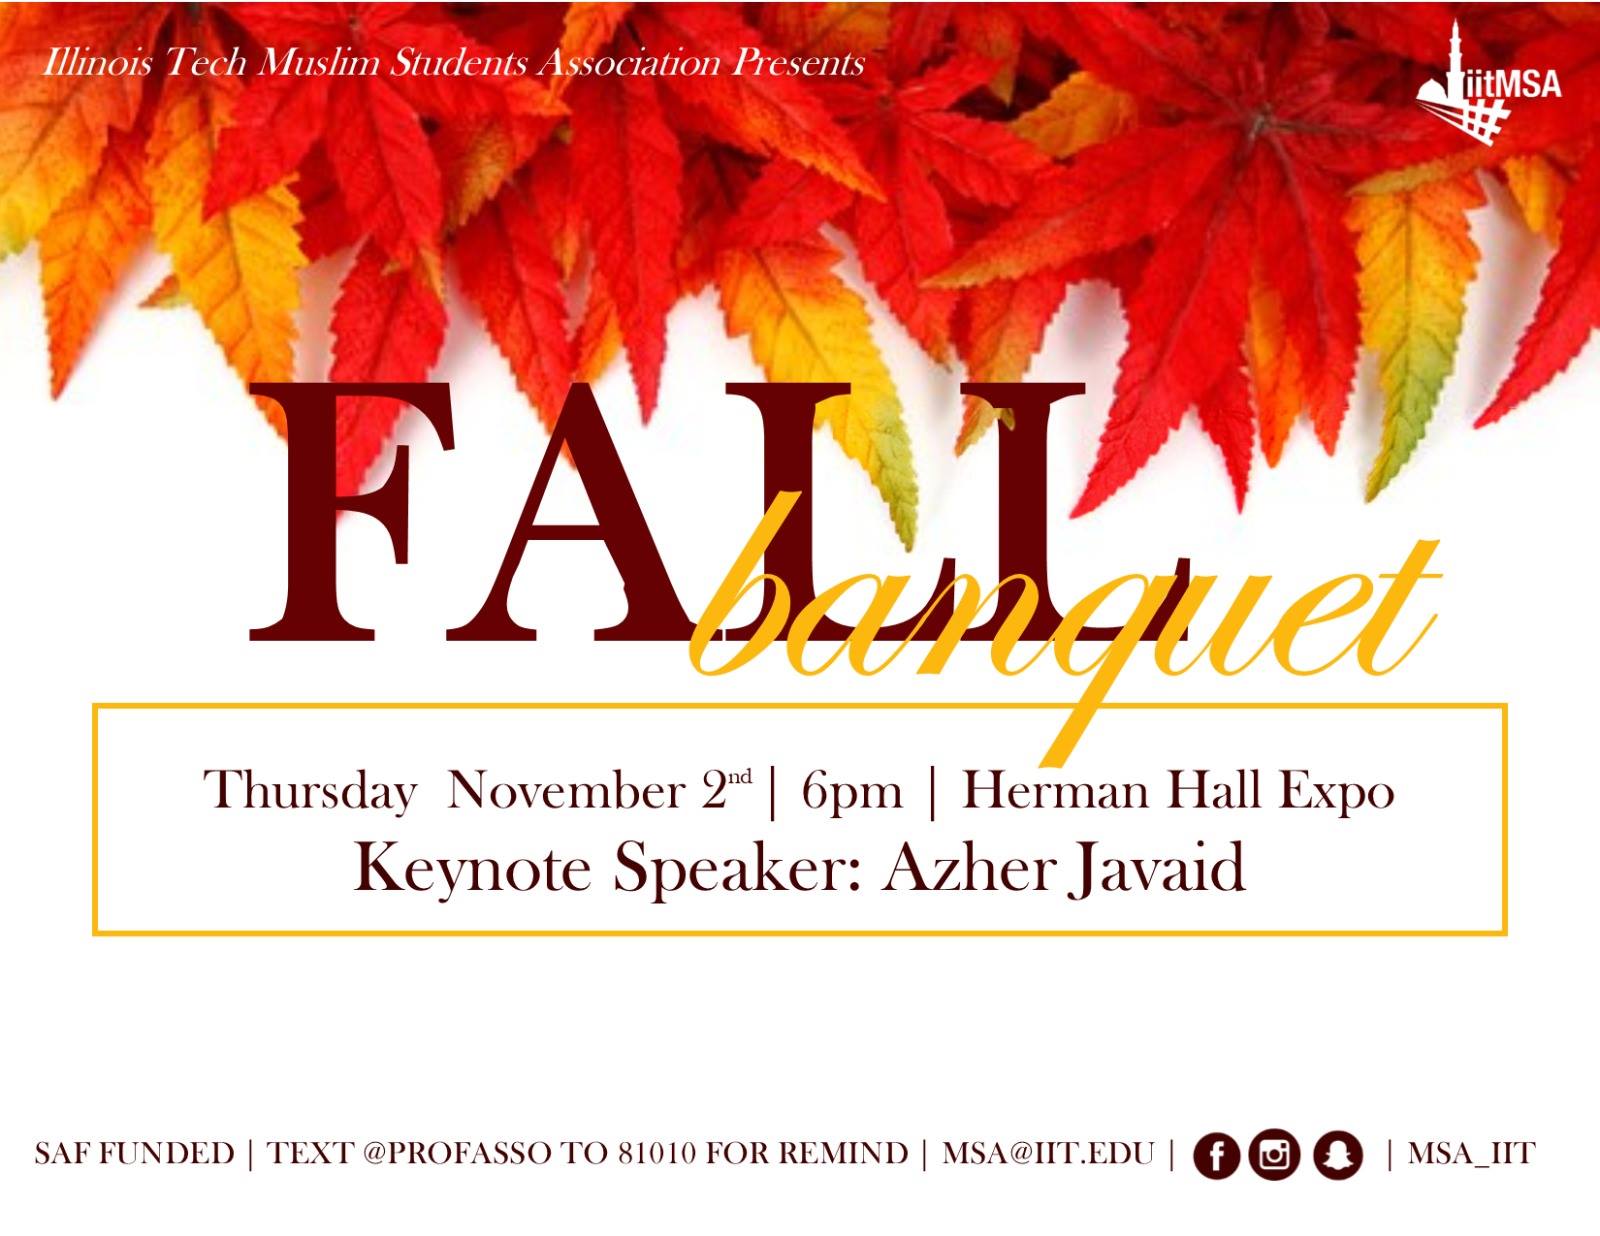 Illinois Tech Muslim Students Association Presents
iitMSA
FALL
banquet
Thursday November 2nd | 6pm | Herman Hall Expo
Keynote Speaker: Azher Javaid
SAF FUNDED | TEXT @PROFASSO TO 81010 FOR REMIND | MSA@IIT.EDU | | MSA_IIT